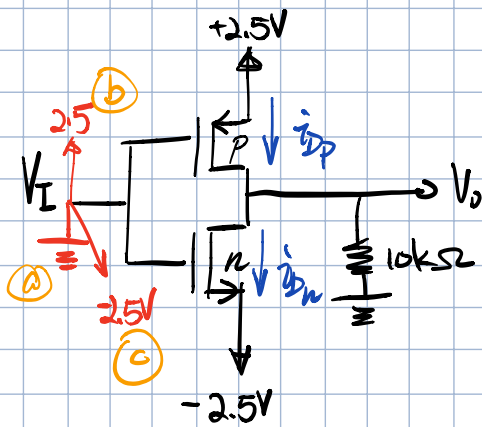 +2.5V
b
2.5
P
i_Dp
V_I
V_o
n
i_Dn
10kΩ
a
-2.5V
c
-2.5V